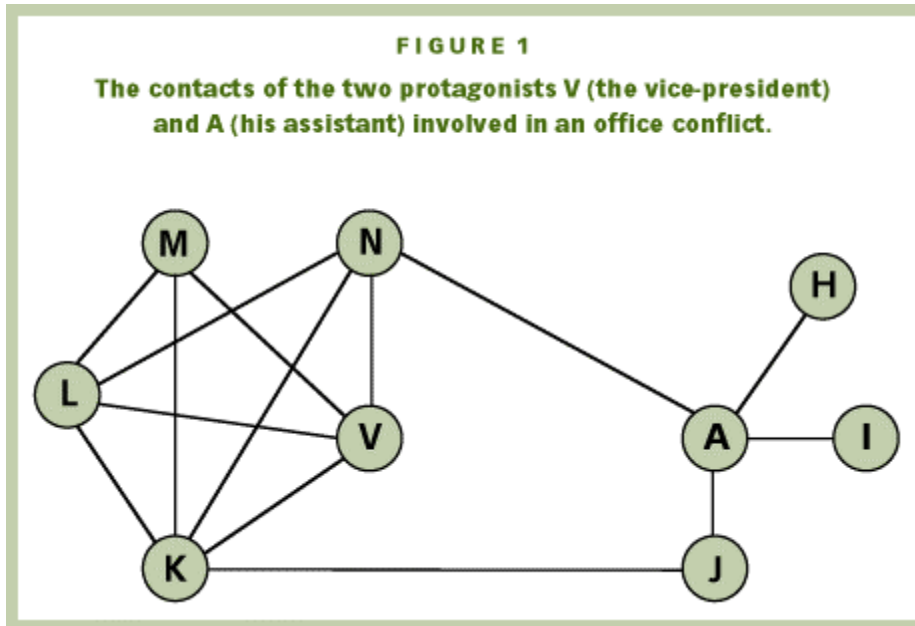 FIGURE 1
The contacts of the two protagonists V (the vice-president)
and A (his assistant) involved in an office conflict.
M
N
H
L
V
A
I
K
J